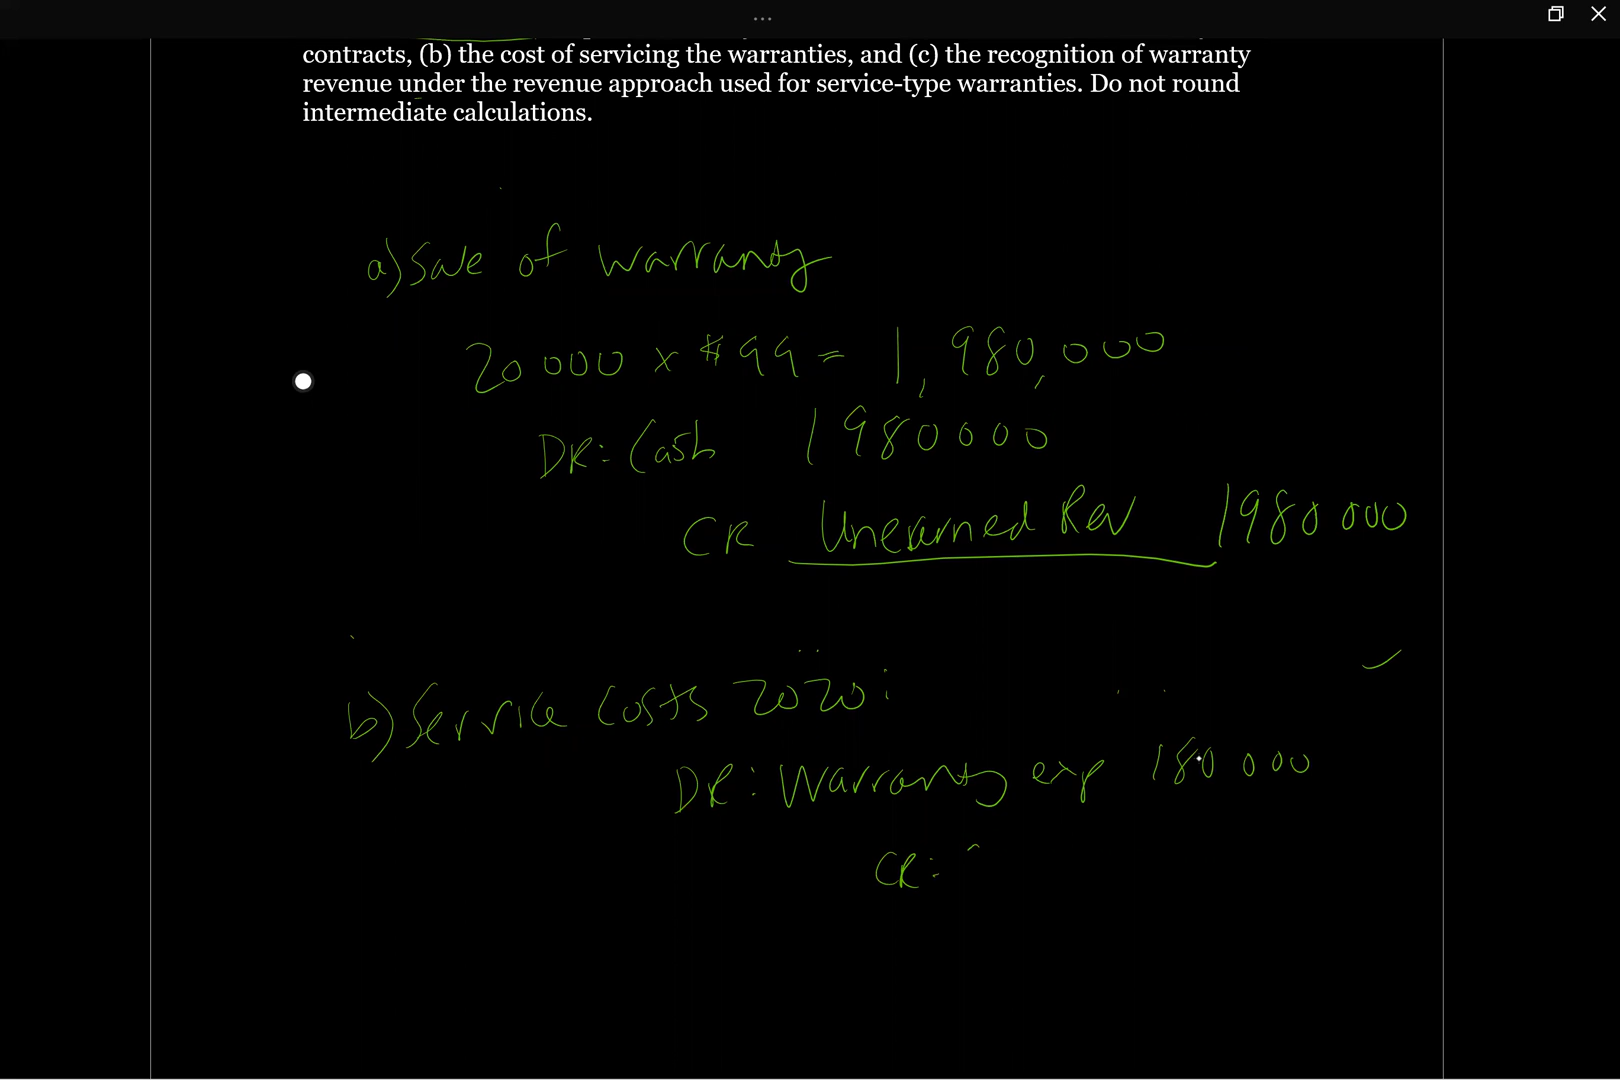 contracts, (b) the cost of servicing the warranties, and (c) the recognition of warranty
revenue under the revenue approach used for service-type warranties. Do not round
intermediate calculations.
a) Sale of warranty
20 000 x $99 = 1,980,000
DR: Cash 1980000
CR Unearned Rev 1980 000
b) Service Costs 2020:
DR: Warranty exp 180 000
CR: